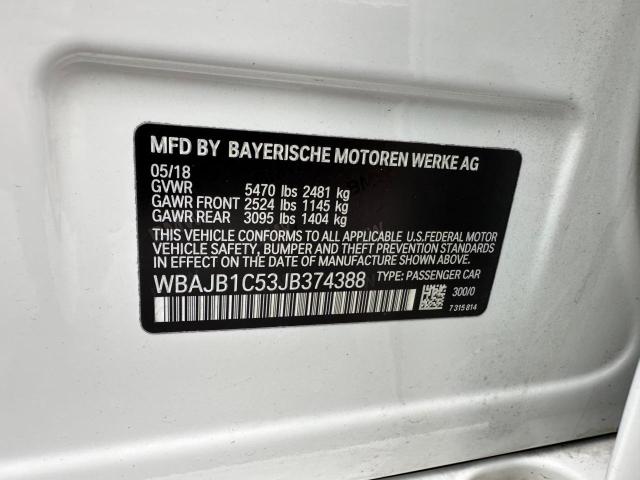 MFD BY BAYERISCHE MOTOREN WERKE AG
05/18
GVWR 5470 lbs 2481 kg
GAWR FRONT 2524 lbs 1145 kg
GAWR REAR 3095 lbs 1404 kg
THIS VEHICLE CONFORMS TO ALL APPLICABLE U.S.FEDERAL MOTOR
VEHICLE SAFETY, BUMPER AND THEFT PREVENTION STANDARDS
IN EFFECT ON THE DATE OF MANUFACTURE SHOWN ABOVE.
WBAJB1C53JB374388 TYPE: PASSENGER CAR
300/0
7 315 814